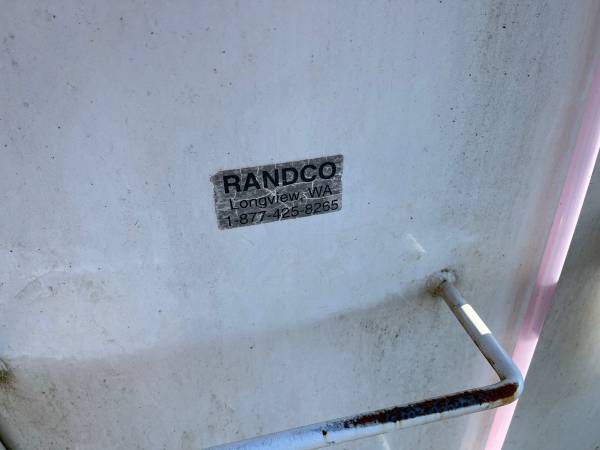 RANDCO
Longview, WA
1-877-425-8265